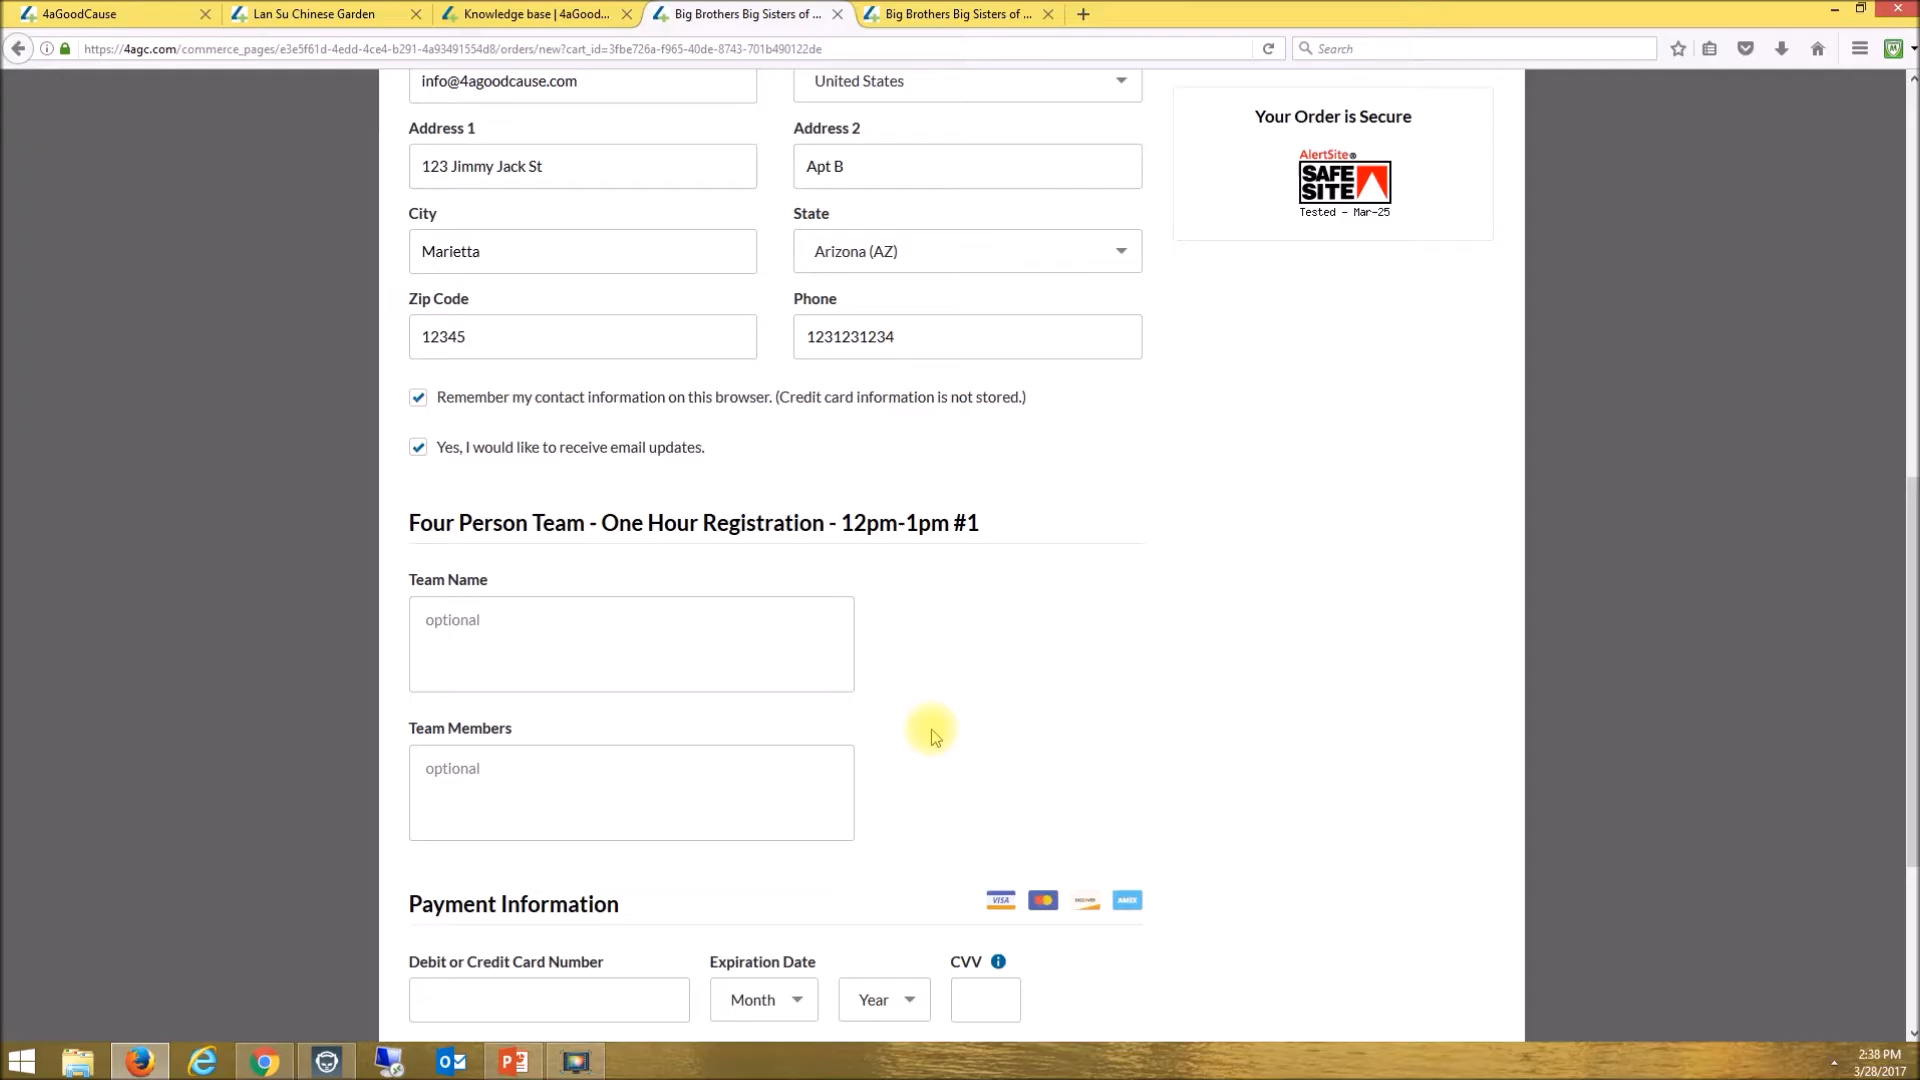 4aGoodCause
Lan Su Chinese Garden
Knowledge base | 4aGood...
Big Brothers Big Sisters of ...
Big Brothers Big Sisters of ...
https://4agc.com/commerce_pages/e3e5f61d-4edd-4ce4-b291-4a93491554d8/orders/new?cart_id=3fbe726a-f965-40de-8743-701b490122de
Search
info@4agoodcause.com
United States
Your Order is Secure
AlertSite®
SAFE
SITE
Tested - Mar-25
Address 1
Address 2
123 Jimmy Jack St
Apt B
City
State
Marietta
Arizona (AZ)
Zip Code
Phone
12345
1231231234
Remember my contact information on this browser. (Credit card information is not stored.)
Yes, I would like to receive email updates.
Four Person Team - One Hour Registration - 12pm-1pm #1
Team Name
optional
Team Members
optional
Payment Information
VISA
DISCOVER
AMEX
Debit or Credit Card Number
Expiration Date
CVV
Month
Year
2:38 PM
3/28/2017